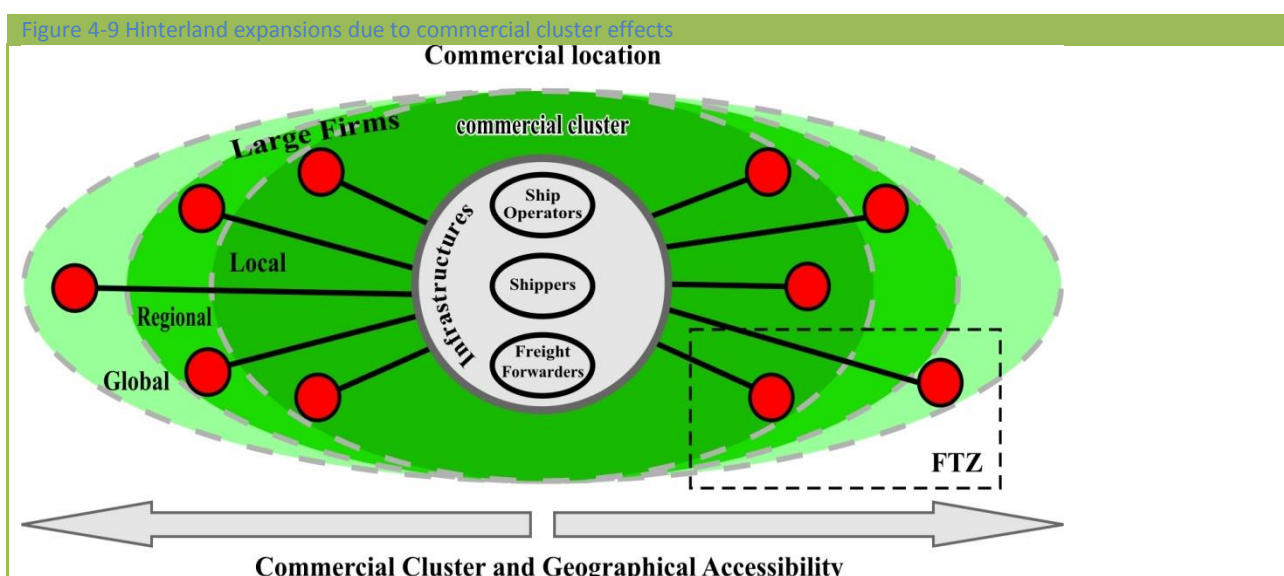 Figure 4-9 Hinterland expansions due to commercial cluster effects
Commercial location
Large Firms
commercial cluster
Ship
Operators
Infrastructures
Local
Shippers
Regional
Freight
Forwarders
Global
FTZ
Commercial Cluster and Geographical Accessibility